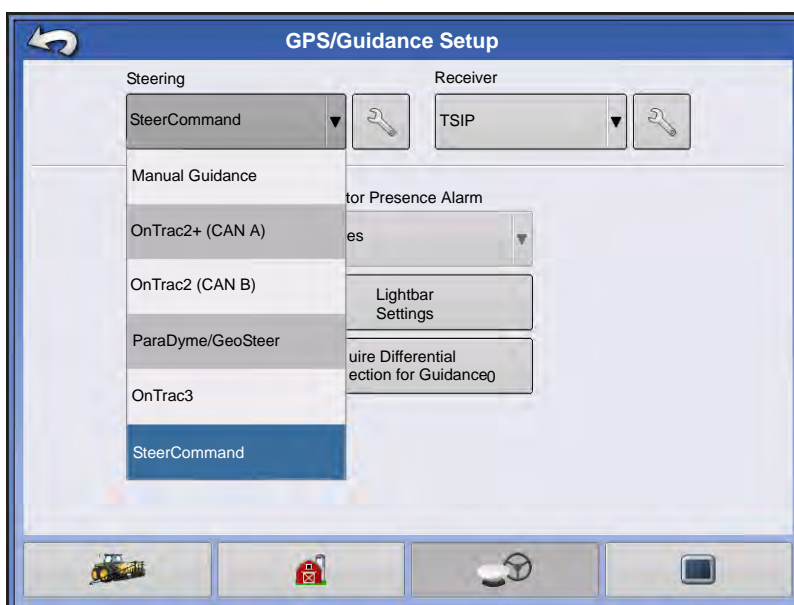 GPS/Guidance Setup
Steering
Receiver
SteerCommand
TSIP
Manual Guidance
OnTrac2+ (CAN A)
OnTrac2 (CAN B)
ParaDyme/GeoSteer
OnTrac3
SteerCommand
tor Presence Alarm
es
Lightbar
Settings
uire Differential
ection for Guidance0